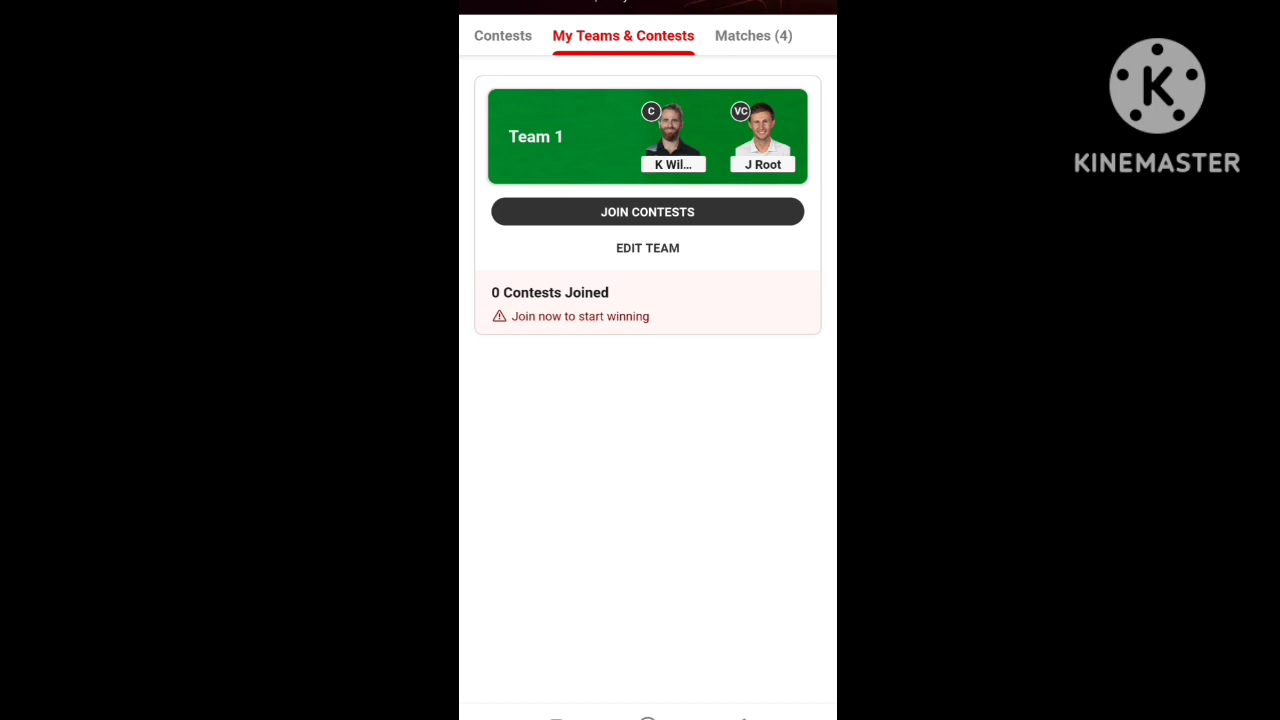 Contests My Teams & Contests Matches (4)
K
KINEMASTER
C VC
Team 1
K Wil... J Root
JOIN CONTESTS
EDIT TEAM
0 Contests Joined
Join now to start winning